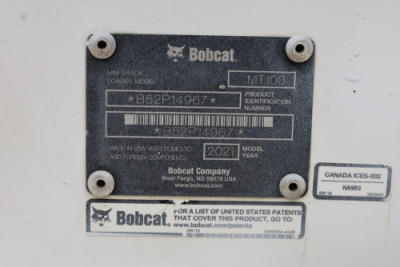 Bobcat.
MINI-TRACK
LOADER MODEL
MT100
*B52P14967*
PRODUCT
IDENTIFICATION
NUMBER
*B52P14967*
MADE IN USA WITH DOMESTIC
AND FOREIGN COMPONENTS
2021
MODEL
YEAR
Bobcat Company
West Fargo, ND 58078 USA
www.bobcat.com
CANADA ICES-002
NMB2
Bobcat.
FOR A LIST OF UNITED STATES PATENTS
THAT COVER THIS PRODUCT, GO TO:
www.bobcat.com/patents